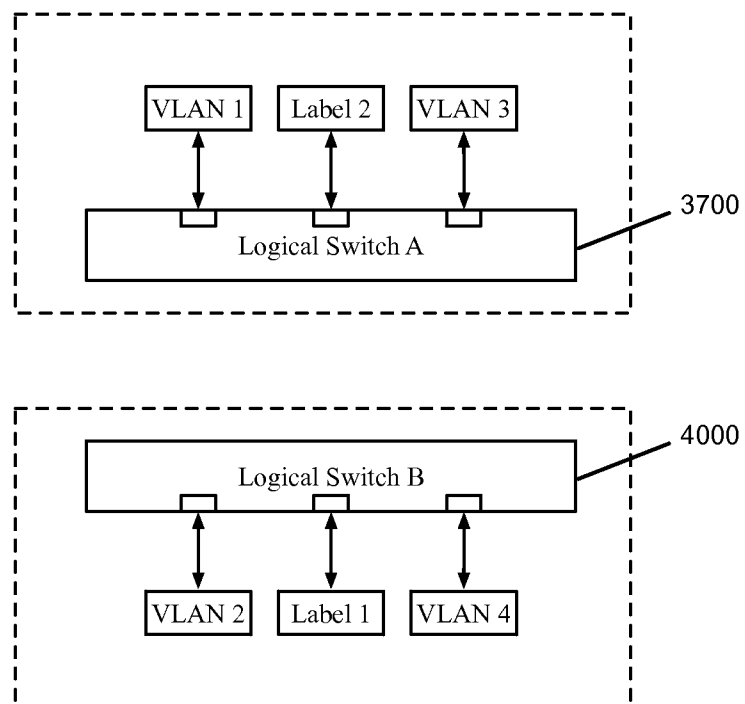 VLAN 1 Label 2 VLAN 3
3700
Logical Switch A
4000
Logical Switch B
VLAN 2 Label 1 VLAN 4